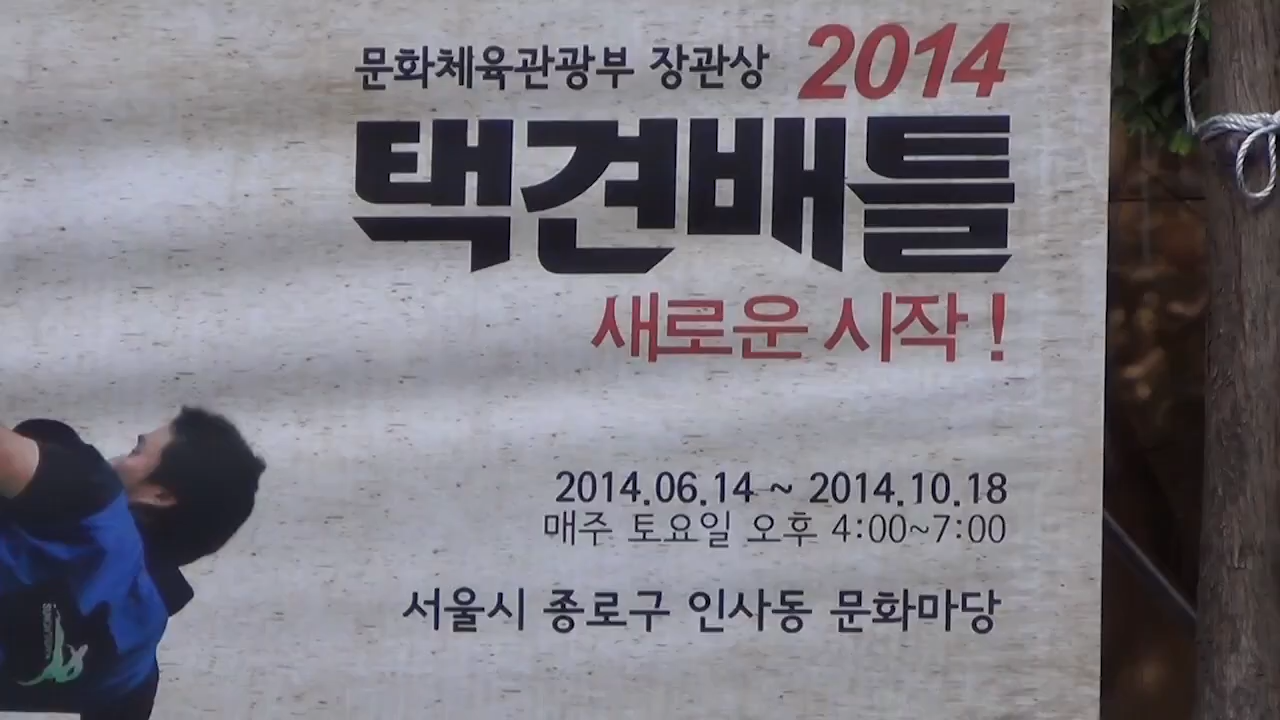 문화체육관광부 장관상 2014
택견배틀
새로운 시작!
2014.06.14 ~ 2014.10.18
매주 토요일 오후 4:00~7:00
서울시 종로구 인사동 문화마당